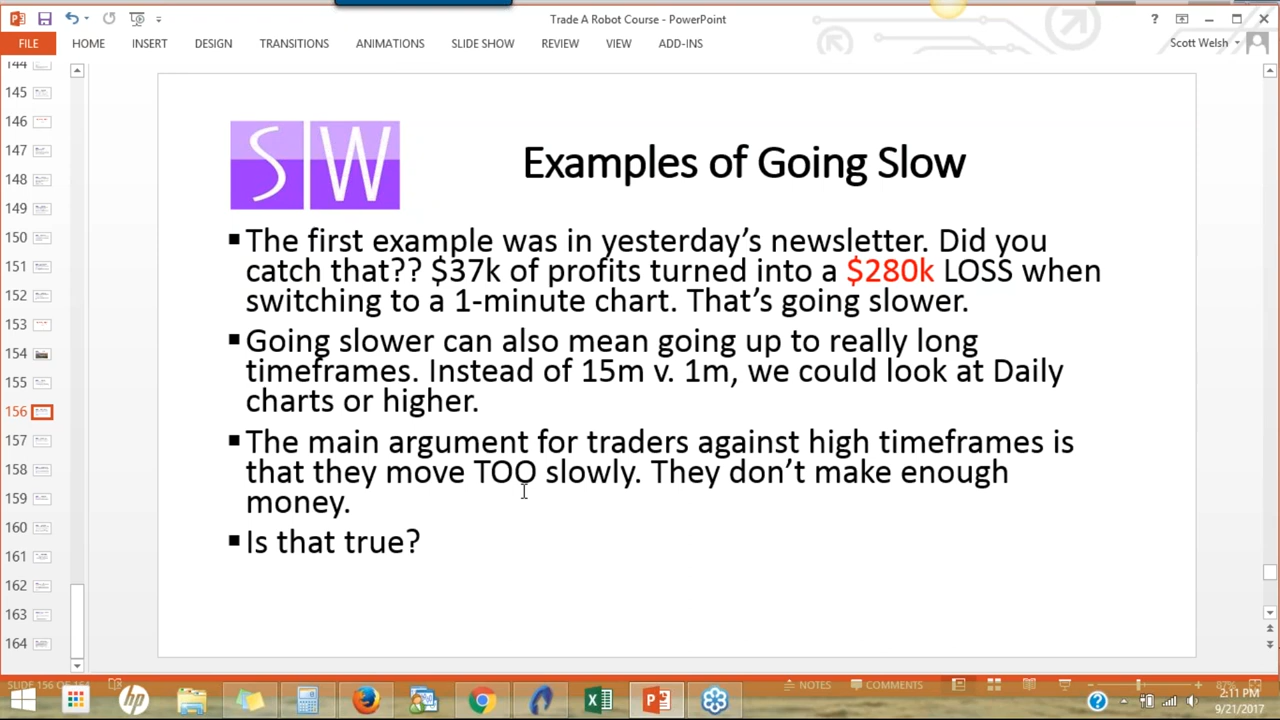 Trade A Robot Course - PowerPoint
?
FILE
HOME
INSERT
DESIGN
TRANSITIONS
ANIMATIONS
SLIDE SHOW
REVIEW
VIEW
ADD-INS
Scott Welsh
144
145
146
147
148
149
150
151
152
153
154
155
156
157
158
159
160
161
162
163
164
SW
Examples of Going Slow
▪The first example was in yesterday’s newsletter. Did you
catch that?? $37k of profits turned into a $280k LOSS when
switching to a 1-minute chart. That’s going slower.
▪Going slower can also mean going up to really long
timeframes. Instead of 15m v. 1m, we could look at Daily
charts or higher.
▪The main argument for traders against high timeframes is
that they move TOO slowly. They don’t make enough
money.
▪Is that true?
SLIDE 156 OF 164
NOTES
COMMENTS
87%
hp
2:11 PM
9/21/2017